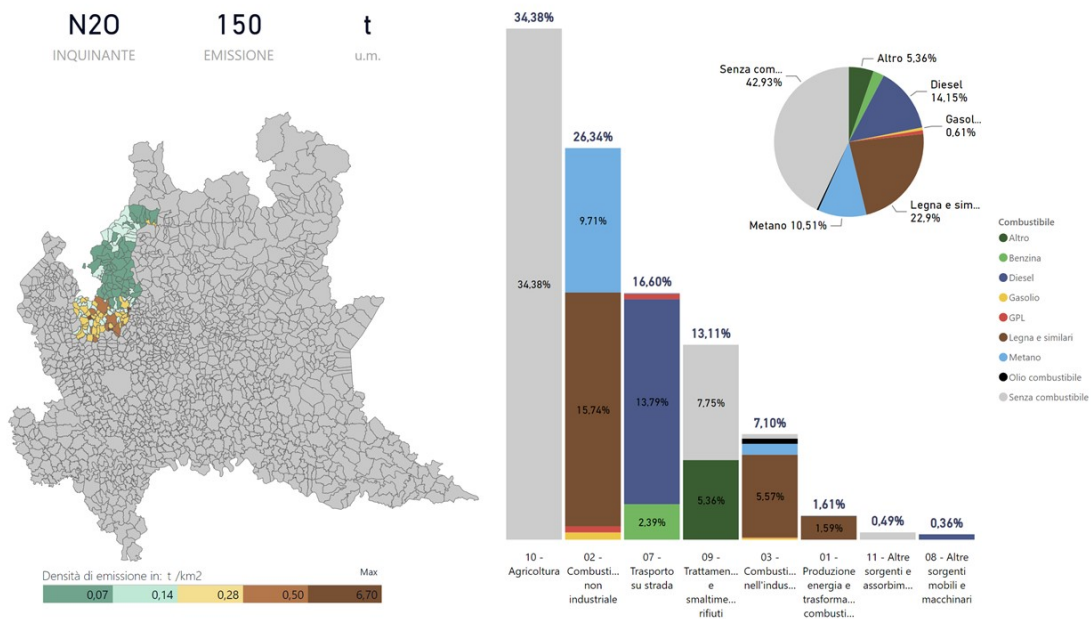 N2O
150
t
INQUINANTE
EMISSIONE
u.m.
Densità di emissione in: t /km2
Max
0,07
0,14
0,28
0,50
6,70
34,38%
34,38%
26,34%
9,71%
15,74%
16,60%
13,79%
2,39%
13,11%
7,75%
5,36%
7,10%
5,57%
1,61%
1,59%
0,49%
0,36%
10 -
Agricoltura
02 -
Combusti...
non
industriale
07 -
Trasporto
su strada
09 -
Trattamen...
e
smaltime...
rifiuti
03 -
Combusti...
nell'indus...
01 -
Produzione
energia e
trasforma...
combusti...
11 - Altre
sorgenti e
assorbim...
08 - Altre
sorgenti
mobili e
macchinari
Altro 5,36%
Diesel
14,15%
Gasol...
0,61%
Legna e sim...
22,9%
Metano 10,51%
Senza com...
42,93%
Combustibile
Altro
Benzina
Diesel
Gasolio
GPL
Legna e similari
Metano
Olio combustibile
Senza combustibile